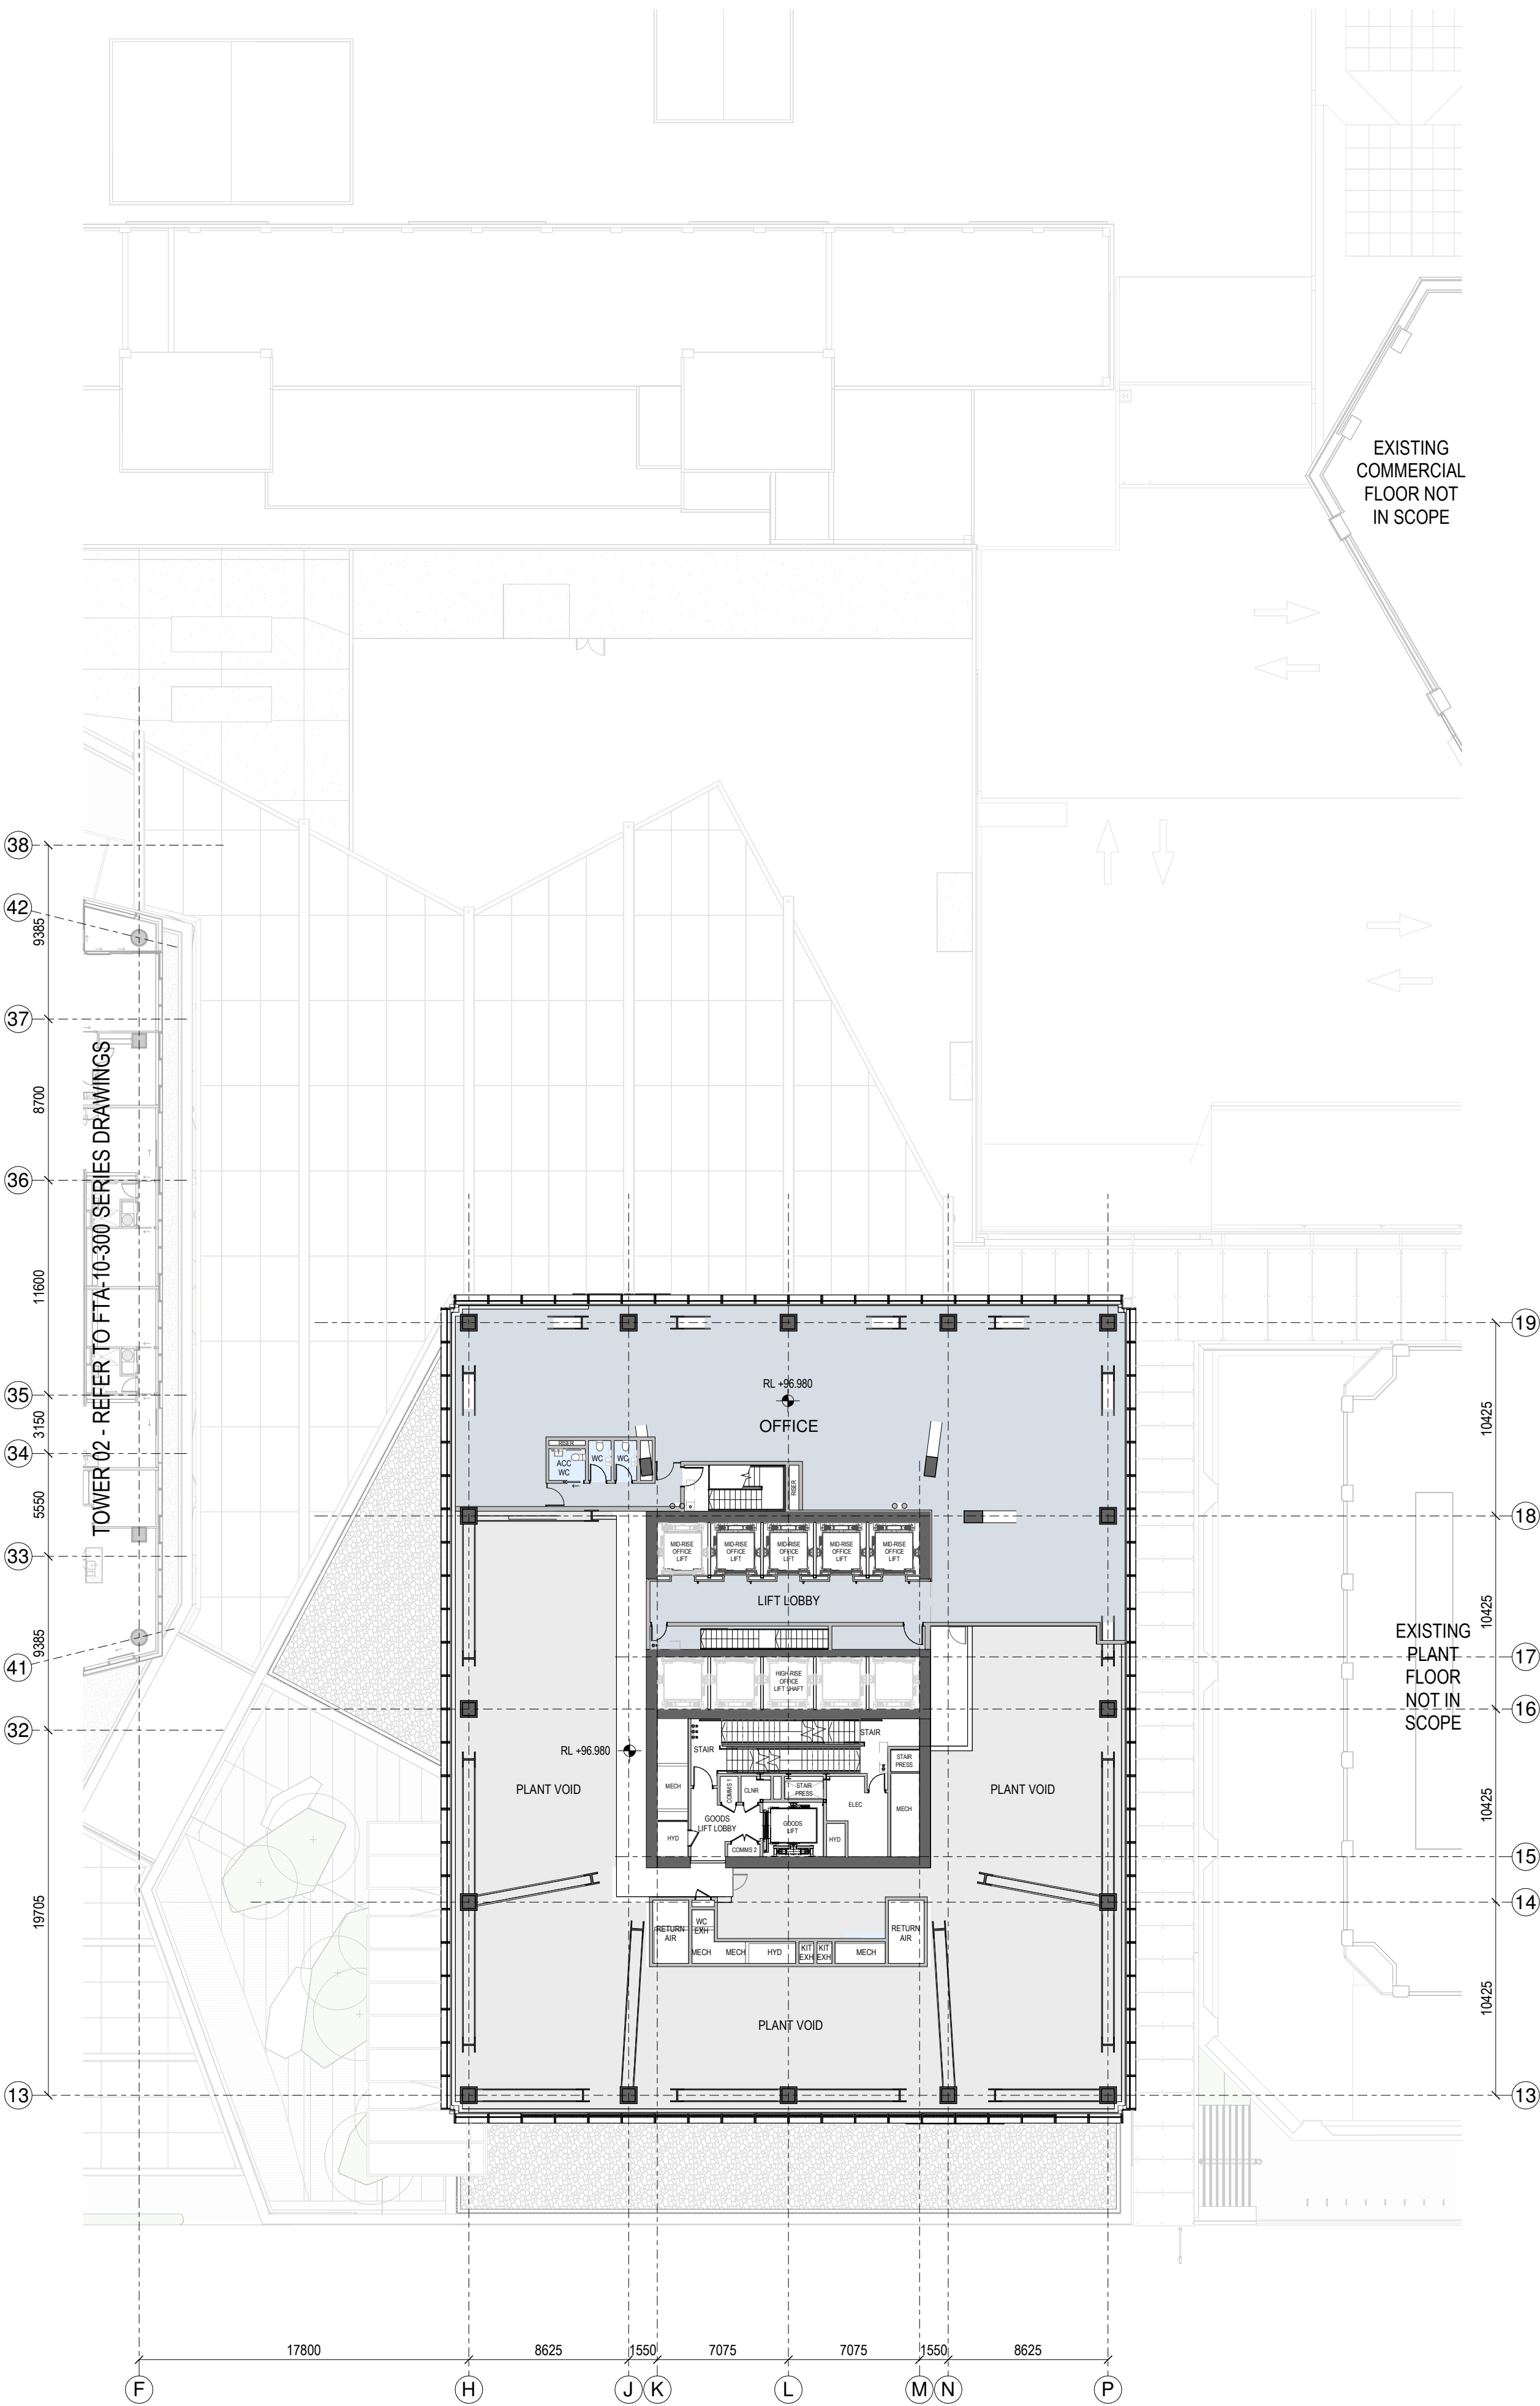 EXISTING
COMMERCIAL
FLOOR NOT
IN SCOPE
38
42
9385
37
8700
36
11600
35
3150
34
5550
33
9385
41
32
19705
13
TOWER 02 - REFER TO FTA-10-300 SERIES DRAWINGS
19
10425
18
10425
17
16
10425
15
14
10425
13
EXISTING
PLANT
FLOOR
NOT IN
SCOPE
RL +96.980
OFFICE
RISER
ACC
WC
WC
WC
RISER
MID-RISE
OFFICE
LIFT
MID-RISE
OFFICE
LIFT
MID-RISE
OFFICE
LIFT
MID-RISE
OFFICE
LIFT
MID-RISE
OFFICE
LIFT
LIFT LOBBY
HIGH-RISE
OFFICE
LIFT SHAFT
RL +96.980
PLANT VOID
STAIR
STAIR
STAIR
PRESS
MECH
COMMS 1
CLNR
STAIR
PRESS
ELEC
MECH
GOODS
LIFT LOBBY
GOODS
LIFT
HYD
HYD
COMMS 2
PLANT VOID
RETURN
AIR
WC
EXH
MECH
MECH
HYD
KIT
EXH
KIT
EXH
MECH
RETURN
AIR
PLANT VOID
17800
8625
1550
7075
7075
1550
8625
F
H
J
K
L
M
N
P